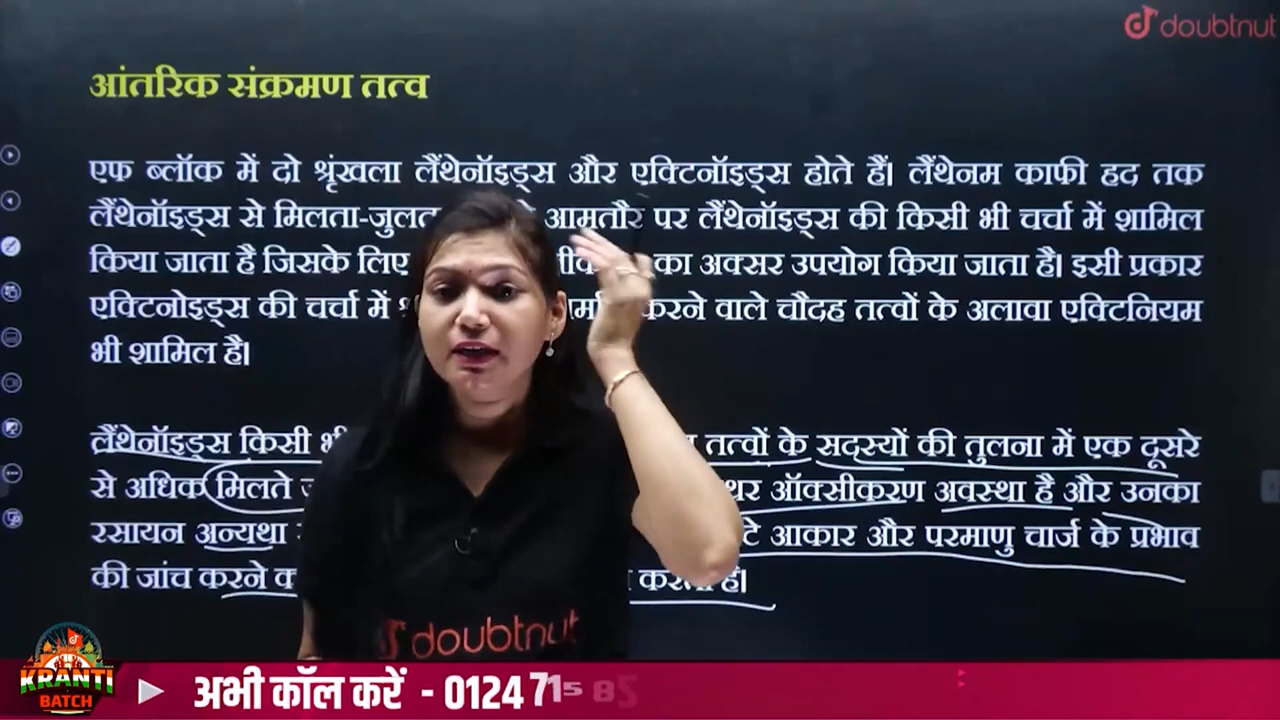 doubtnut
आंतरिक संक्रमण तत्व
एफ ब्लॉक में दो श्रृंखला लैंथेनॉइड्स और एक्टिनॉइड्स होते हैं। लैंथेनम काफी हद तक
लैंथेनॉइड्स से मिलता-जुलत आमतौर पर लैंथेनॉइड्स की किसी भी चर्चा में शामिल
किया जाता है जिसके लिए का अक्सर उपयोग किया जाता है। इसी प्रकार
एक्टिनोइड्स की चर्चा में करने वाले चौदह तत्वों के अलावा एक्टिनियम
भी शामिल है।
लैंथेनॉइड्स किसी तत्वों के सदस्यों की तुलना में एक दूसरे
से अधिक मिलते ऑक्सीकरण अवस्था है और उनका
रसायन अन्यथा आकार और परमाणु चार्ज के प्रभाव
की जांच करने
doubtnut
KRANTI
BATCH
अभी कॉल करें - 0124 715 85